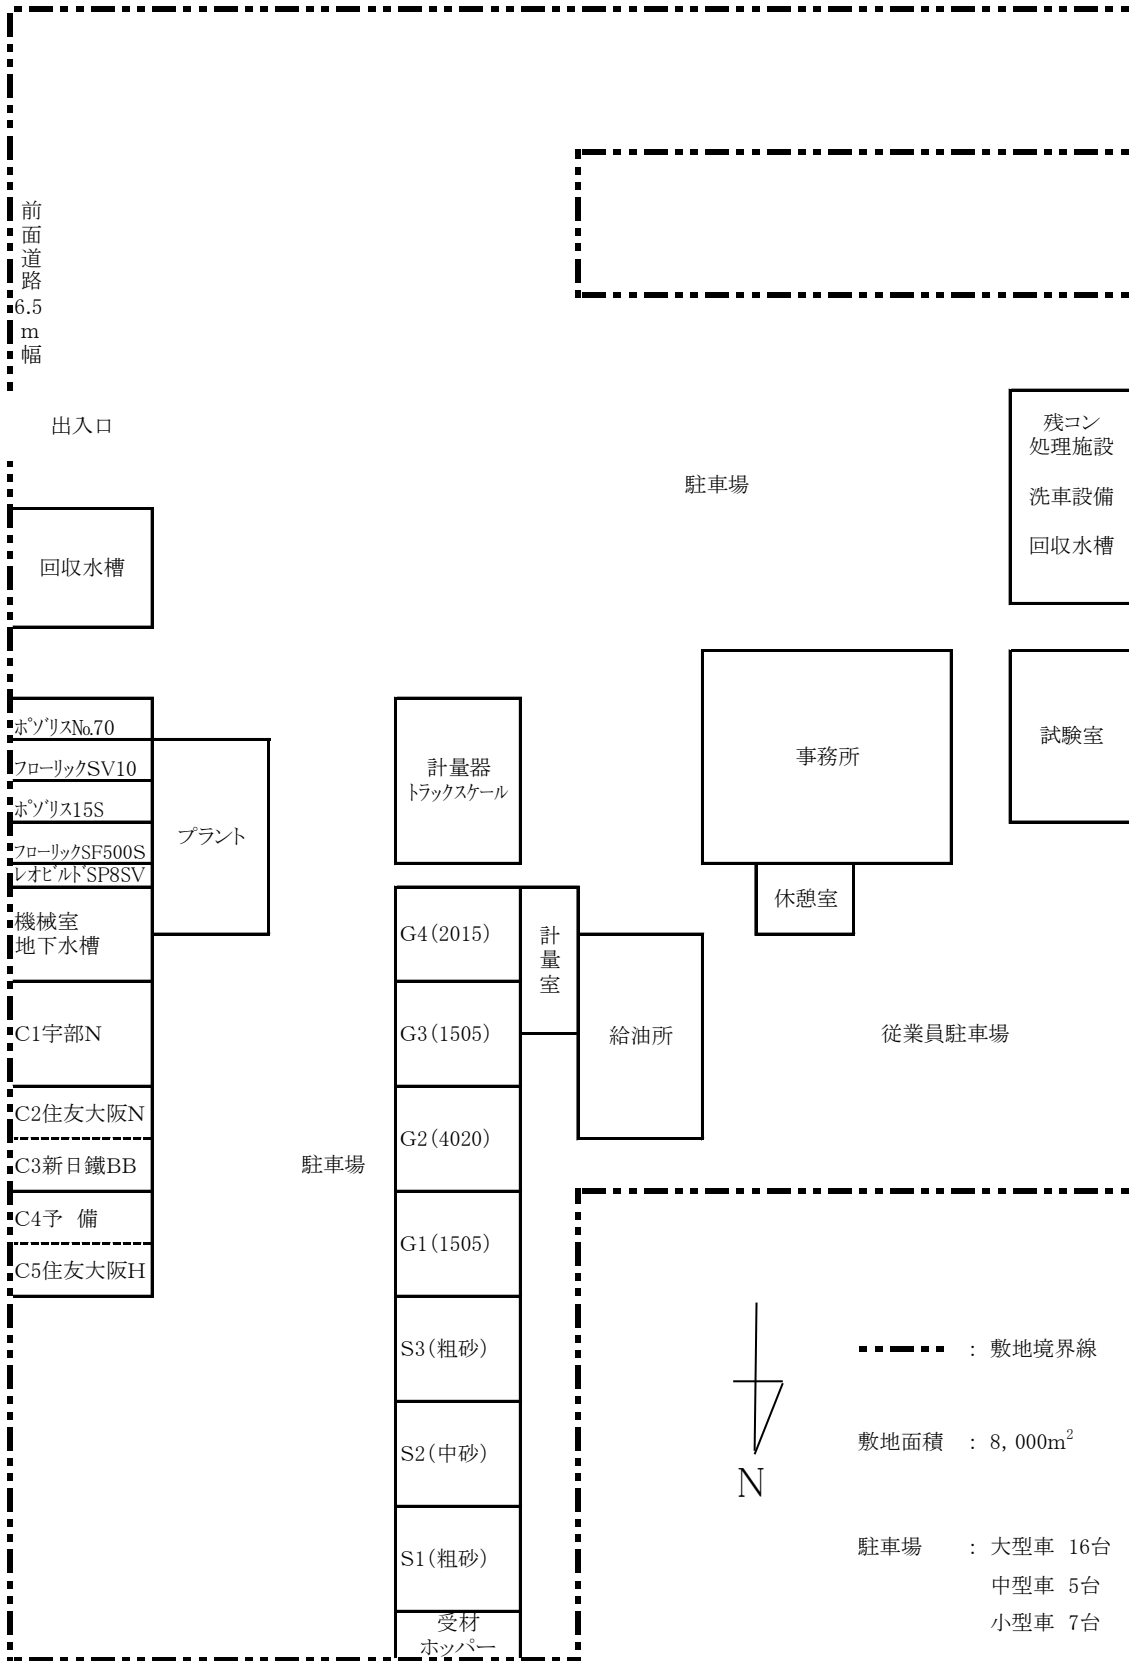 前面道路6.5m幅
出入口
残コン
処理施設
洗車設備
回収水槽
駐車場
回収水槽
ポゾリス№70
フローリックSV10
ポゾリス15S
フローリックSF500S
レオビルドSP8SV
機械室
地下水槽
プラント
計量器
トラックスケール
事務所
試験室
休憩室
G4(2015)
計量室
給油所
従業員駐車場
C1宇部N
G3(1505)
C2住友大阪N
C3新日鐵BB
C4予 備
C5住友大阪H
駐車場
G2(4020)
G1(1505)
S3(粗砂)
S2(中砂)
S1(粗砂)
受材
ホッパー
N
: 敷地境界線
敷地面積 : 8,000m²
駐車場 : 大型車 16台
中型車 5台
小型車 7台